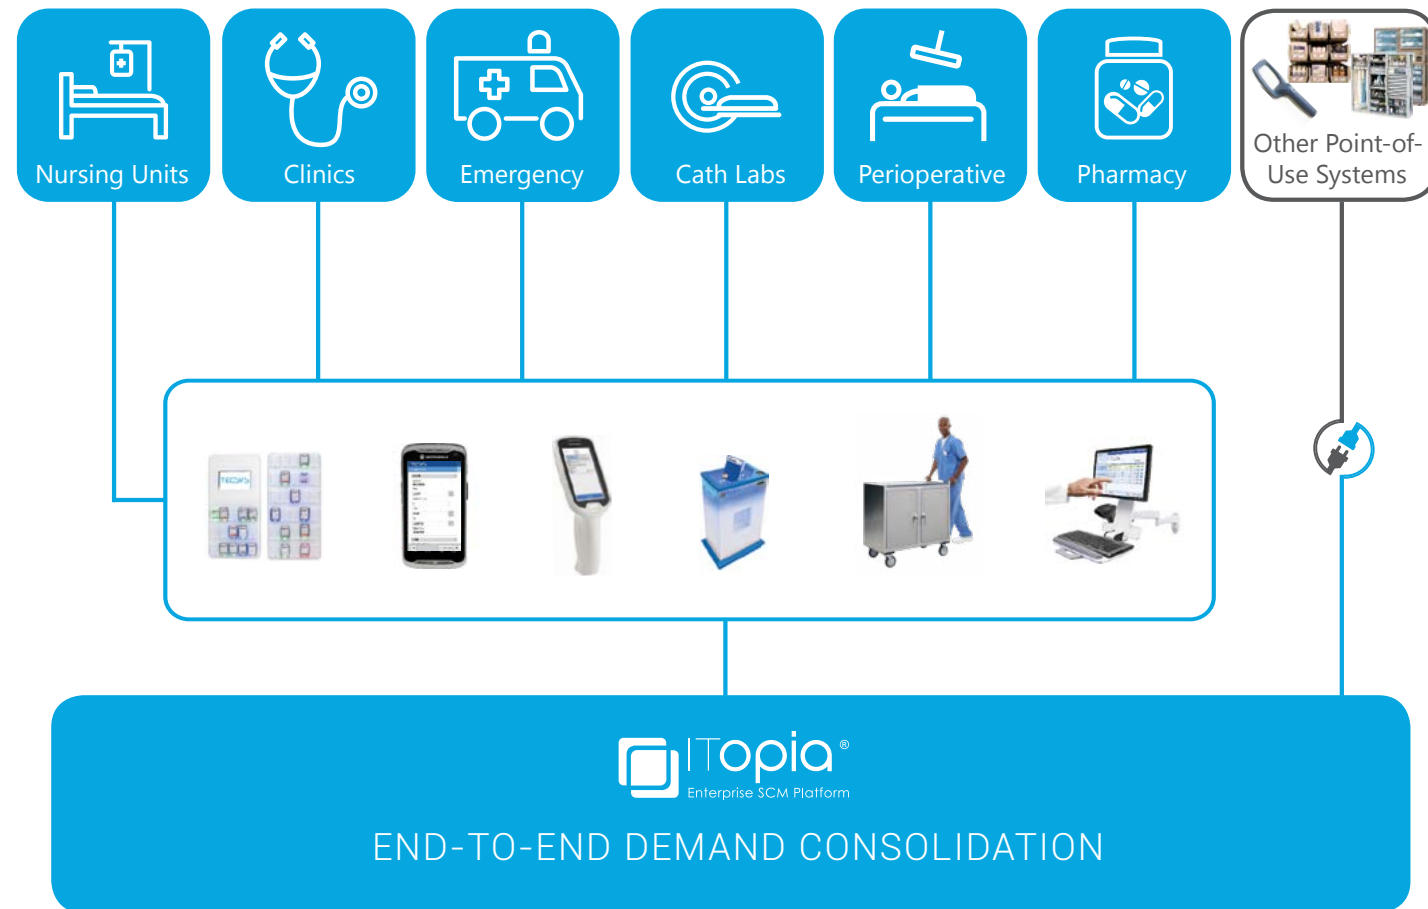 Nursing Units
Clinics
Emergency
Cath Labs
Perioperative
Pharmacy
Other Point-of-
Use Systems
TECSYS
ITopia®
Enterprise SCM Platform
END-TO-END DEMAND CONSOLIDATION